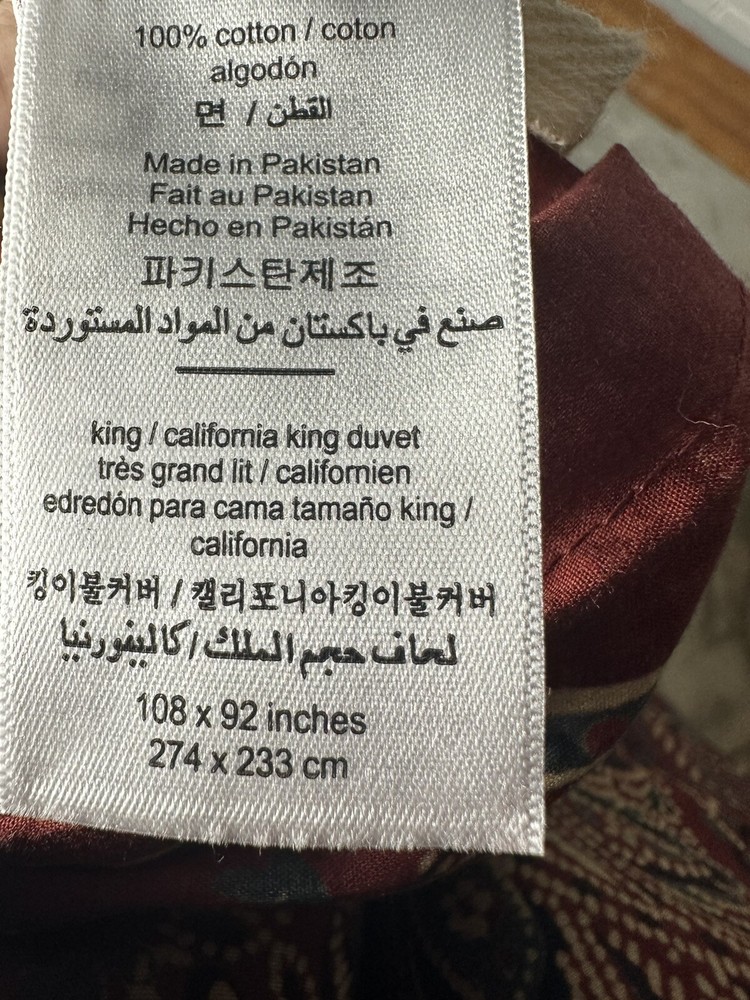 100% cotton / coton
algodón
면 / القطن
Made in Pakistan
Fait au Pakistan
Hecho en Pakistán
파키스탄제조
صنع في باكستان من المواد المستوردة
king / california king duvet
très grand lit / californien
edredón para cama tamaño king /
california
킹이불커버 / 캘리포니아킹이불커버
لحاف حجم الملك/كاليفورنيا
108 x 92 inches
274 x 233 cm